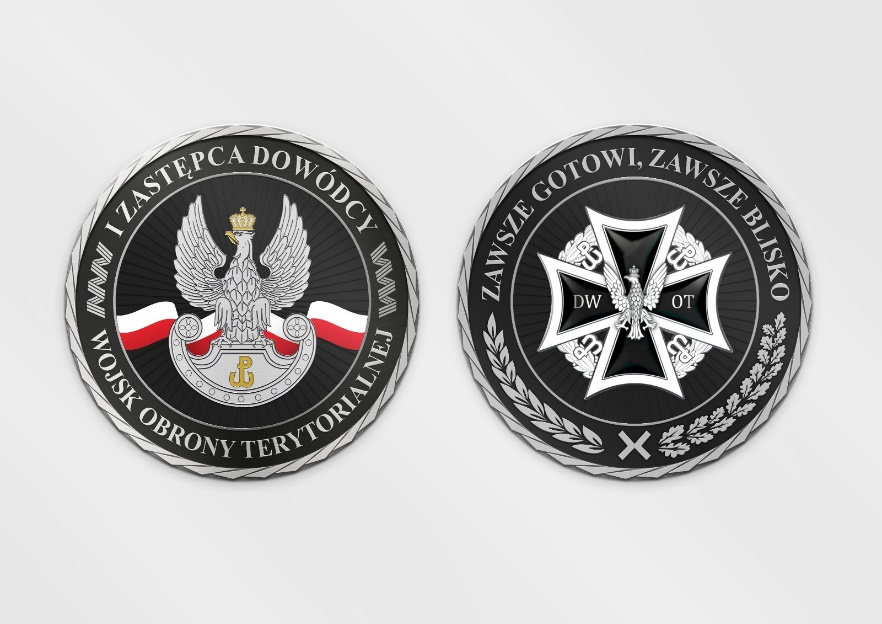 I ZASTĘPCA DOWÓDCY
WOJSK OBRONY TERYTORIALNEJ
ZAWSZE GOTOWI, ZAWSZE BLISKO
DW OT